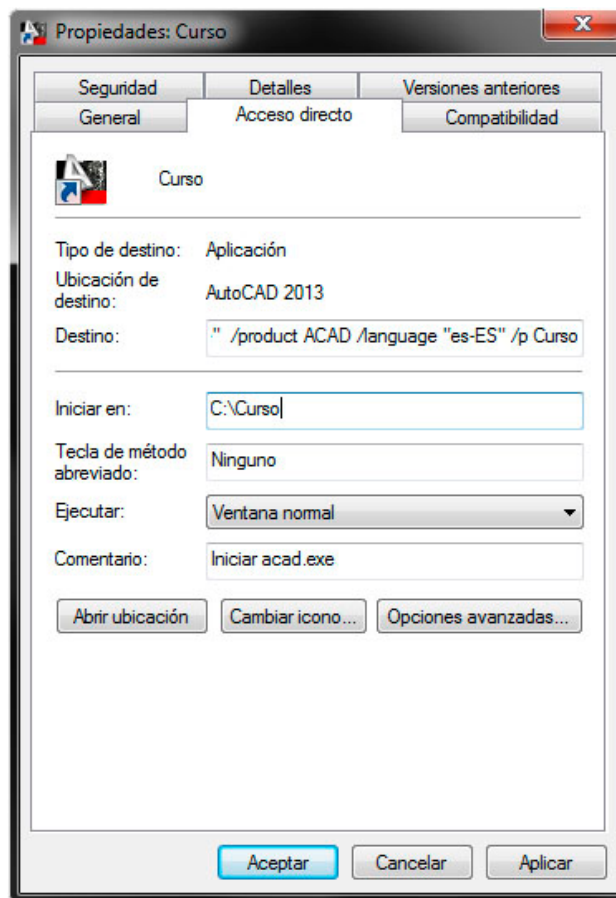 Propiedades: Curso
Seguridad Detalles Versiones anteriores
General Acceso directo Compatibilidad
Curso
Tipo de destino: Aplicación
Ubicación de
destino: AutoCAD 2013
Destino: " /product ACAD /language "es-ES" /p Curso
Iniciar en: C:\Curso
Tecla de método
abreviado: Ninguno
Ejecutar: Ventana normal
Comentario: Iniciar acad.exe
Abrir ubicación Cambiar icono... Opciones avanzadas...
Aceptar Cancelar Aplicar